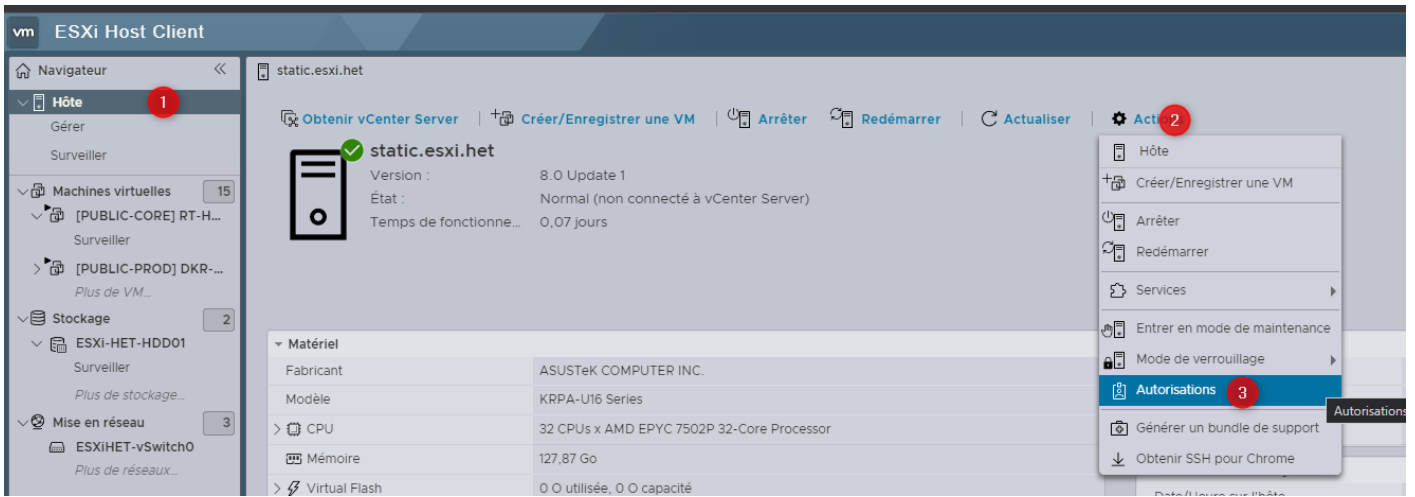 vm ESXi Host Client
Navigateur
static.esxi.het
Hôte 1
Gérer
Surveiller
Machines virtuelles 15
[PUBLIC-CORE] RT-H...
Surveiller
[PUBLIC-PROD] DKR-...
Plus de VM...
Stockage 2
ESXi-HET-HDD01
Surveiller
Plus de stockage...
Mise en réseau 3
ESXiHET-vSwitch0
Plus de réseaux...
Obtenir vCenter Server Créer/Enregistrer une VM Arrêter Redémarrer Actualiser 2
static.esxi.het
Version : 8.0 Update 1
État : Normal (non connecté à vCenter Server)
Temps de fonctionne... 0,07 jours
Matériel
Fabricant ASUSTeK COMPUTER INC.
Modèle KRPA-U16 Series
CPU 32 CPUs x AMD EPYC 7502P 32-Core Processor
Mémoire 127,87 Go
Virtual Flash 0 O utilisée, 0 O capacité
Hôte
Créer/Enregistrer une VM
Arrêter
Redémarrer
Services
Entrer en mode de maintenance
Mode de verrouillage
Autorisations 3
Autorisations
Générer un bundle de support
Obtenir SSH pour Chrome